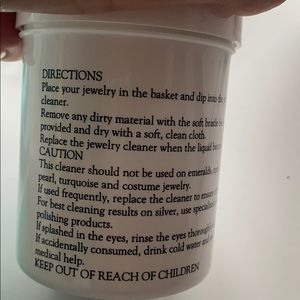 DIRECTIONS
Place your jewelry in the basket and dip into the
cleaner.
Remove any dirty material with the soft bristle
provided and dry with a soft, clean cloth.
Replace the jewelry cleaner when the liquid
CAUTION
This cleaner should not be used on emeralds,
pearl, turquoise and costume jewelry.
If used frequently, replace the cleaner to ensure
For best cleaning results on silver, use
polishing products.
If splashed in the eyes, rinse the eyes
If accidentally consumed, drink cold water and
medical help.
KEEP OUT OF REACH OF CHILDREN